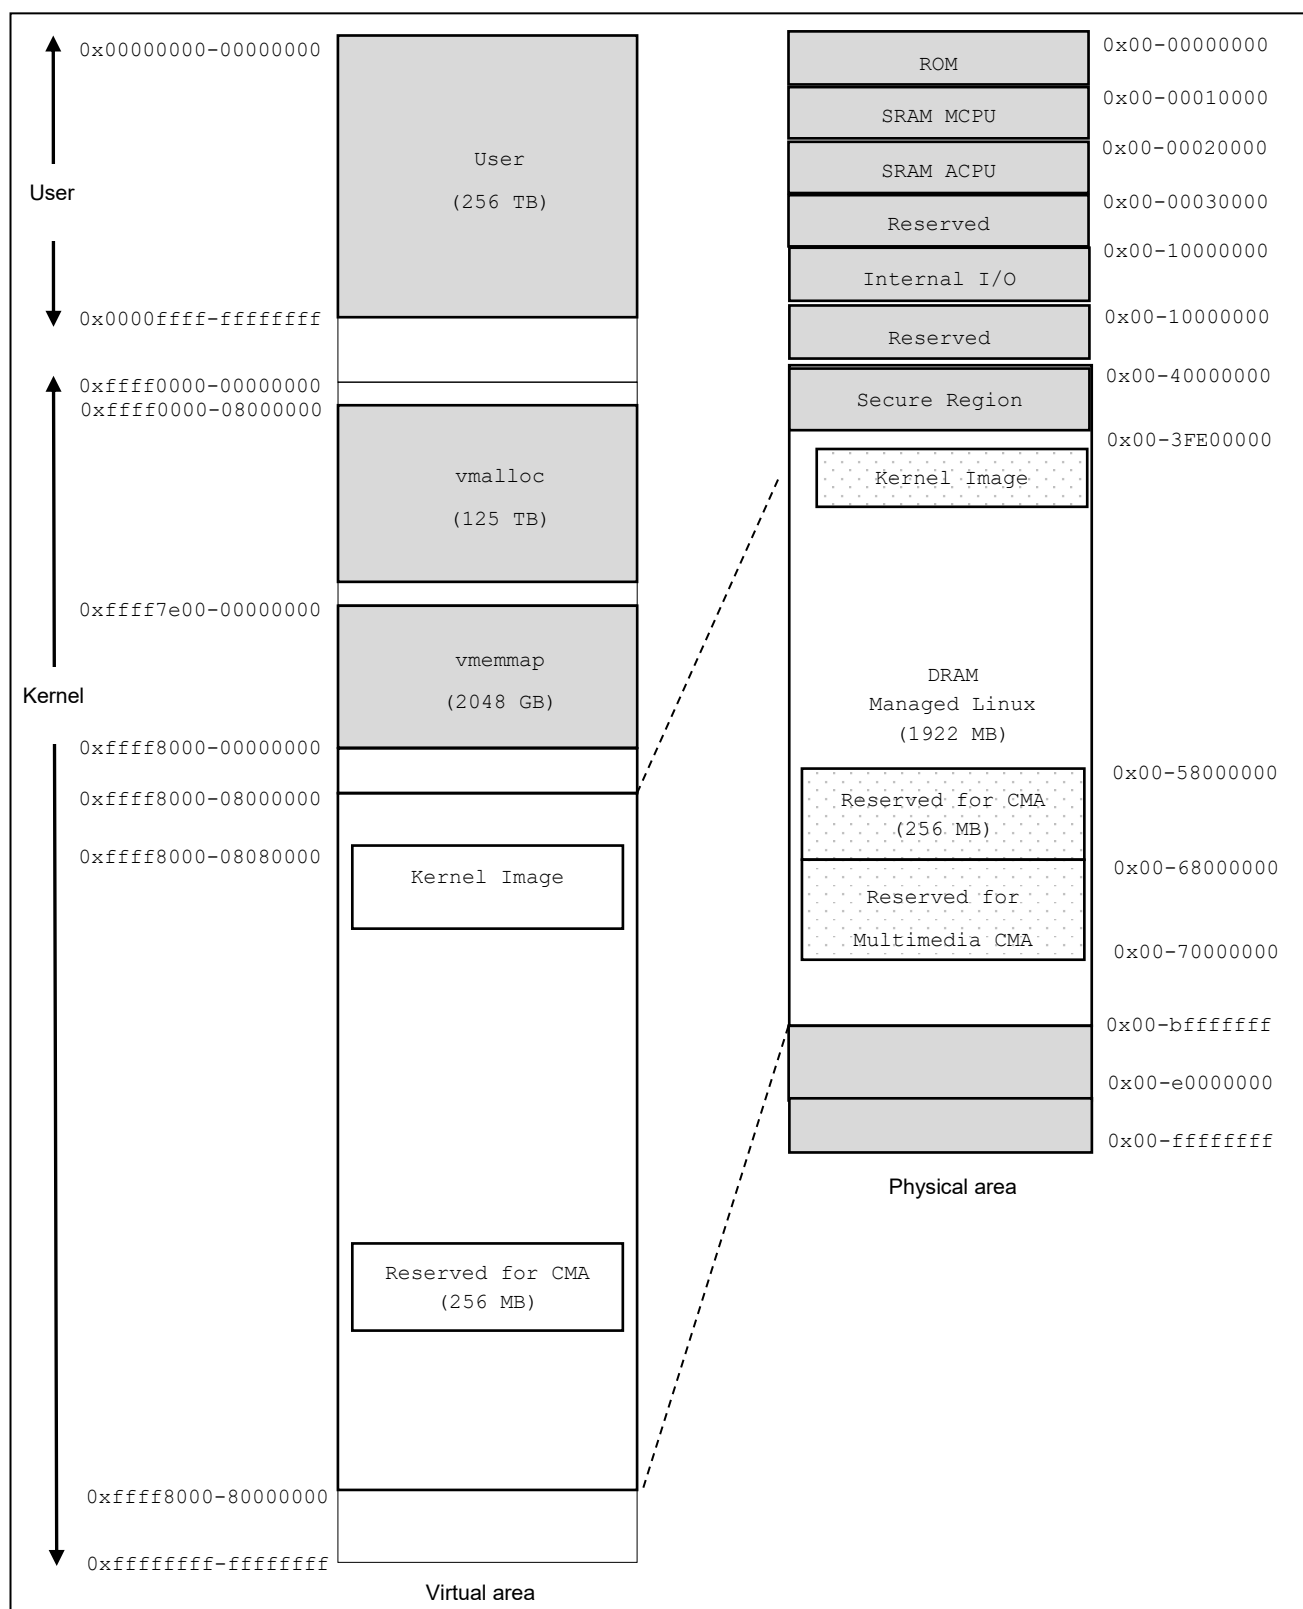 0x00000000-00000000
User
(256 TB)
User
0x0000ffff-ffffffff
0xffff0000-00000000
0xffff0000-08000000
vmalloc
(125 TB)
0xffff7e00-00000000
vmemmap
(2048 GB)
Kernel
0xffff8000-00000000
0xffff8000-08000000
0xffff8000-08080000
Kernel Image
Reserved for CMA
(256 MB)
0xffff8000-80000000
0xffffffff-ffffffff
Virtual area
0x00-00000000
ROM
0x00-00010000
SRAM MCPU
0x00-00020000
SRAM ACPU
0x00-00030000
Reserved
0x00-10000000
Internal I/O
0x00-10000000
Reserved
0x00-40000000
Secure Region
0x00-3FE00000
Kernel Image
DRAM
Managed Linux
(1922 MB)
0x00-58000000
Reserved for CMA
(256 MB)
0x00-68000000
Reserved for
Multimedia CMA
0x00-70000000
0x00-bfffffff
0x00-e0000000
0x00-ffffffff
Physical area